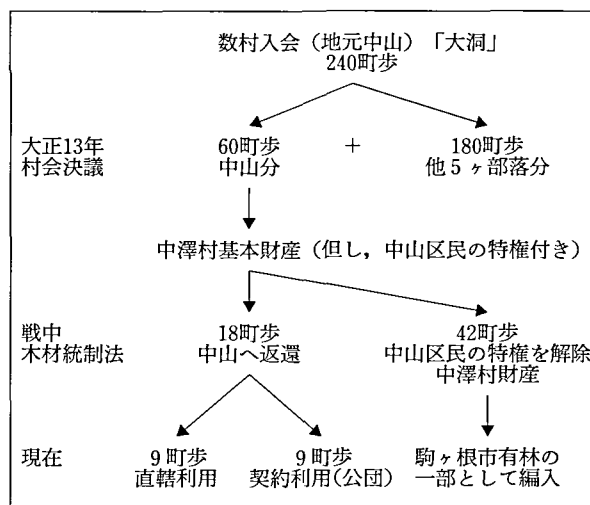 数村入会（地元中山）「大洞」
240町歩
大正13年
村会決議
60町歩
中山分
+
180町歩
他5ヶ部落分
中澤村基本財産（但し，中山区民の特権付き）
戦中
木材統制法
18町歩
中山へ返還
42町歩
中山区民の特権を解除
中澤村財産
現在
9町歩
直轄利用
9町歩
契約利用(公団)
駒ヶ根市有林の
一部として編入